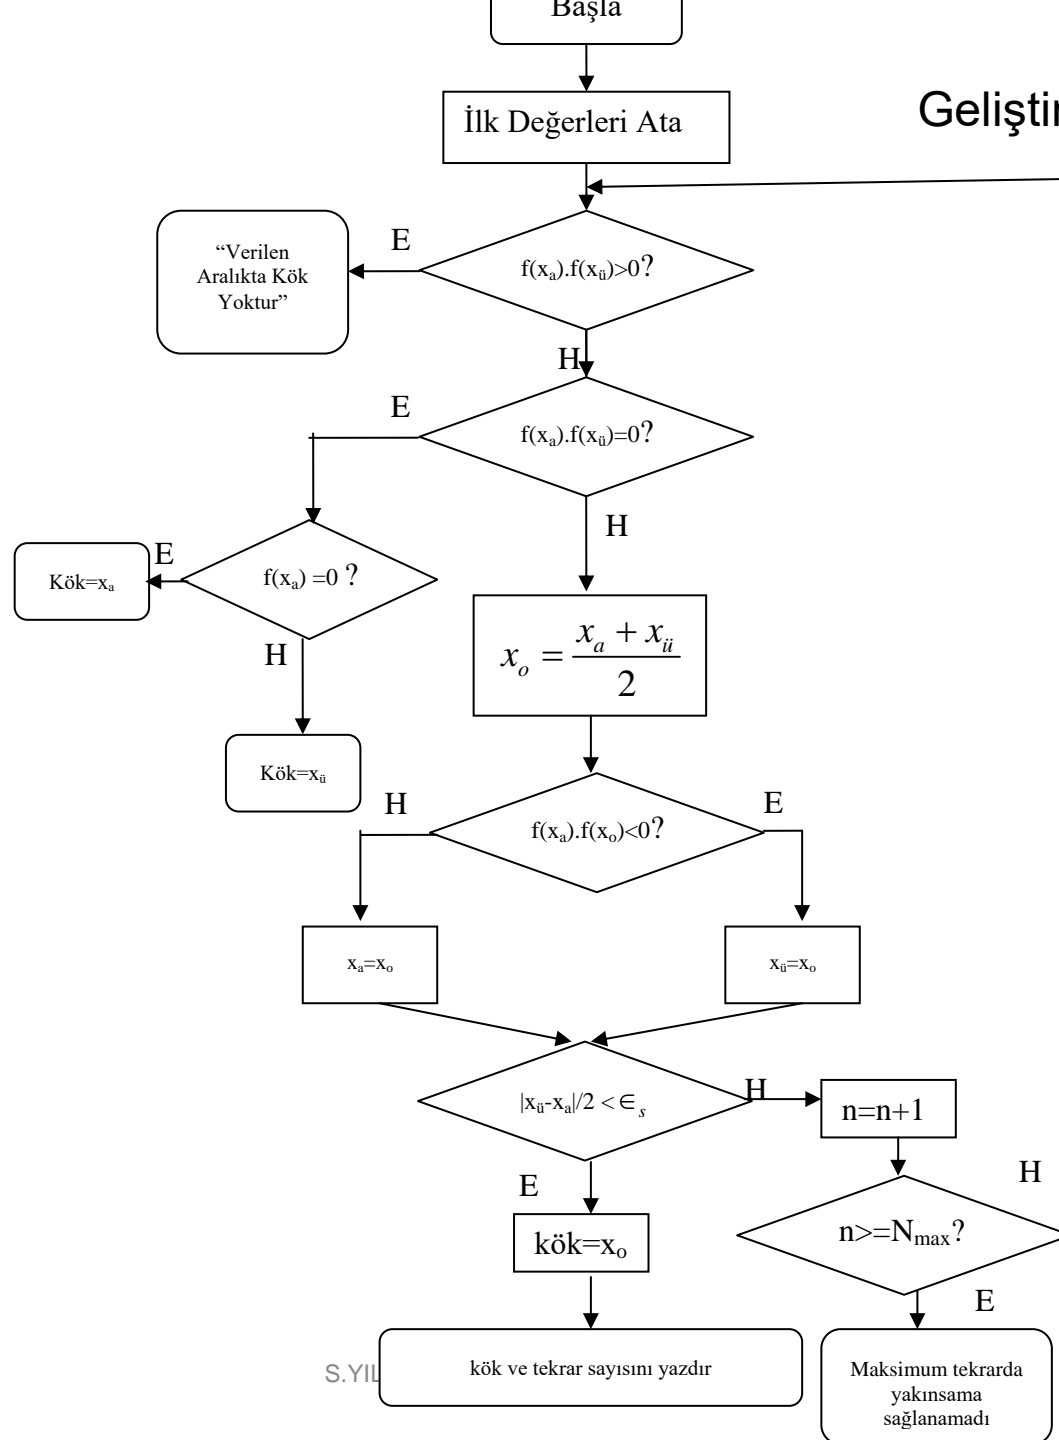 Başla
İlk Değerleri Ata
Geliştir
E
“Verilen
Aralıkta Kök
Yoktur”
f(xₐ).f(xü)>0?
H
E
f(xₐ).f(xü)=0?
H
E
Kök=xₐ
f(xₐ) =0 ?
H
xₒ = (xₐ + xü)/2
Kök=xü
H
E
f(xₐ).f(xₒ)<0?
xₐ=xₒ
xü=xₒ
|xü-xₐ|/2 < ∈ₛ
H
n=n+1
E
H
kök=xₒ
n>=Nmax?
E
kök ve tekrar sayısını yazdır
S.YIL
Maksimum tekrarda
yakınsama
sağlanamadı